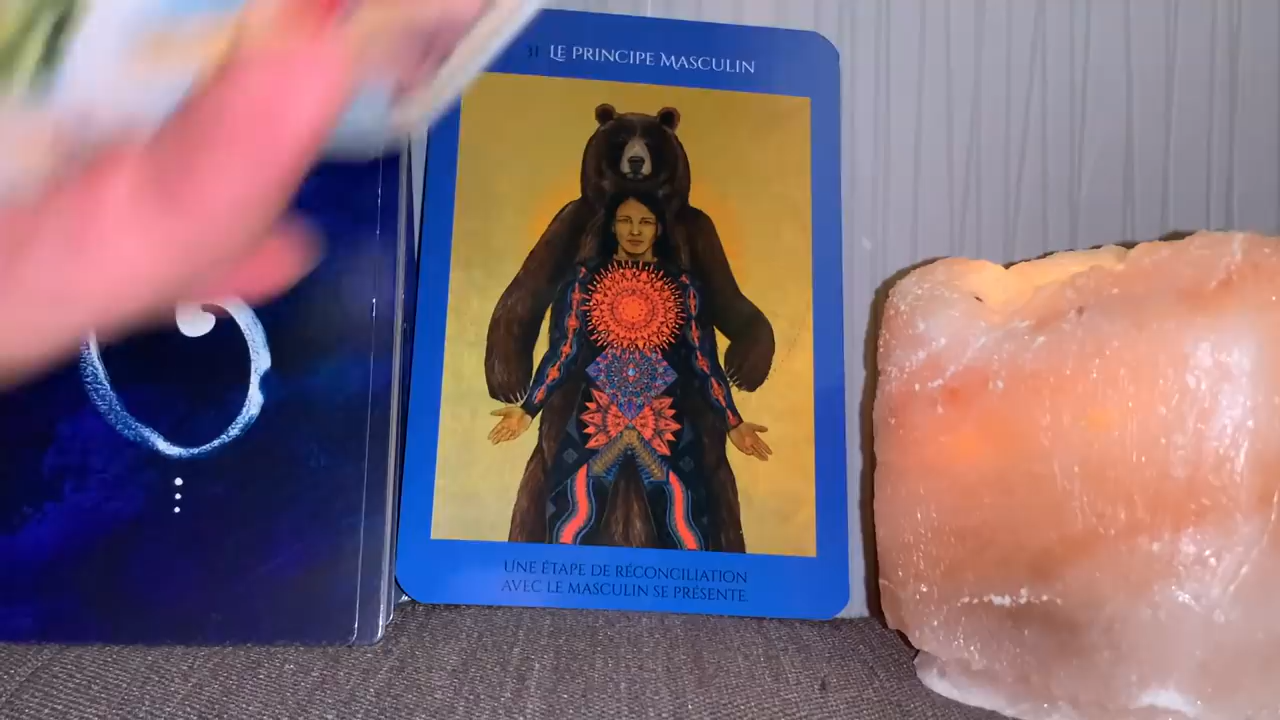 31 Le principe Masculin
Une étape de réconciliation
avec le masculin se présente.